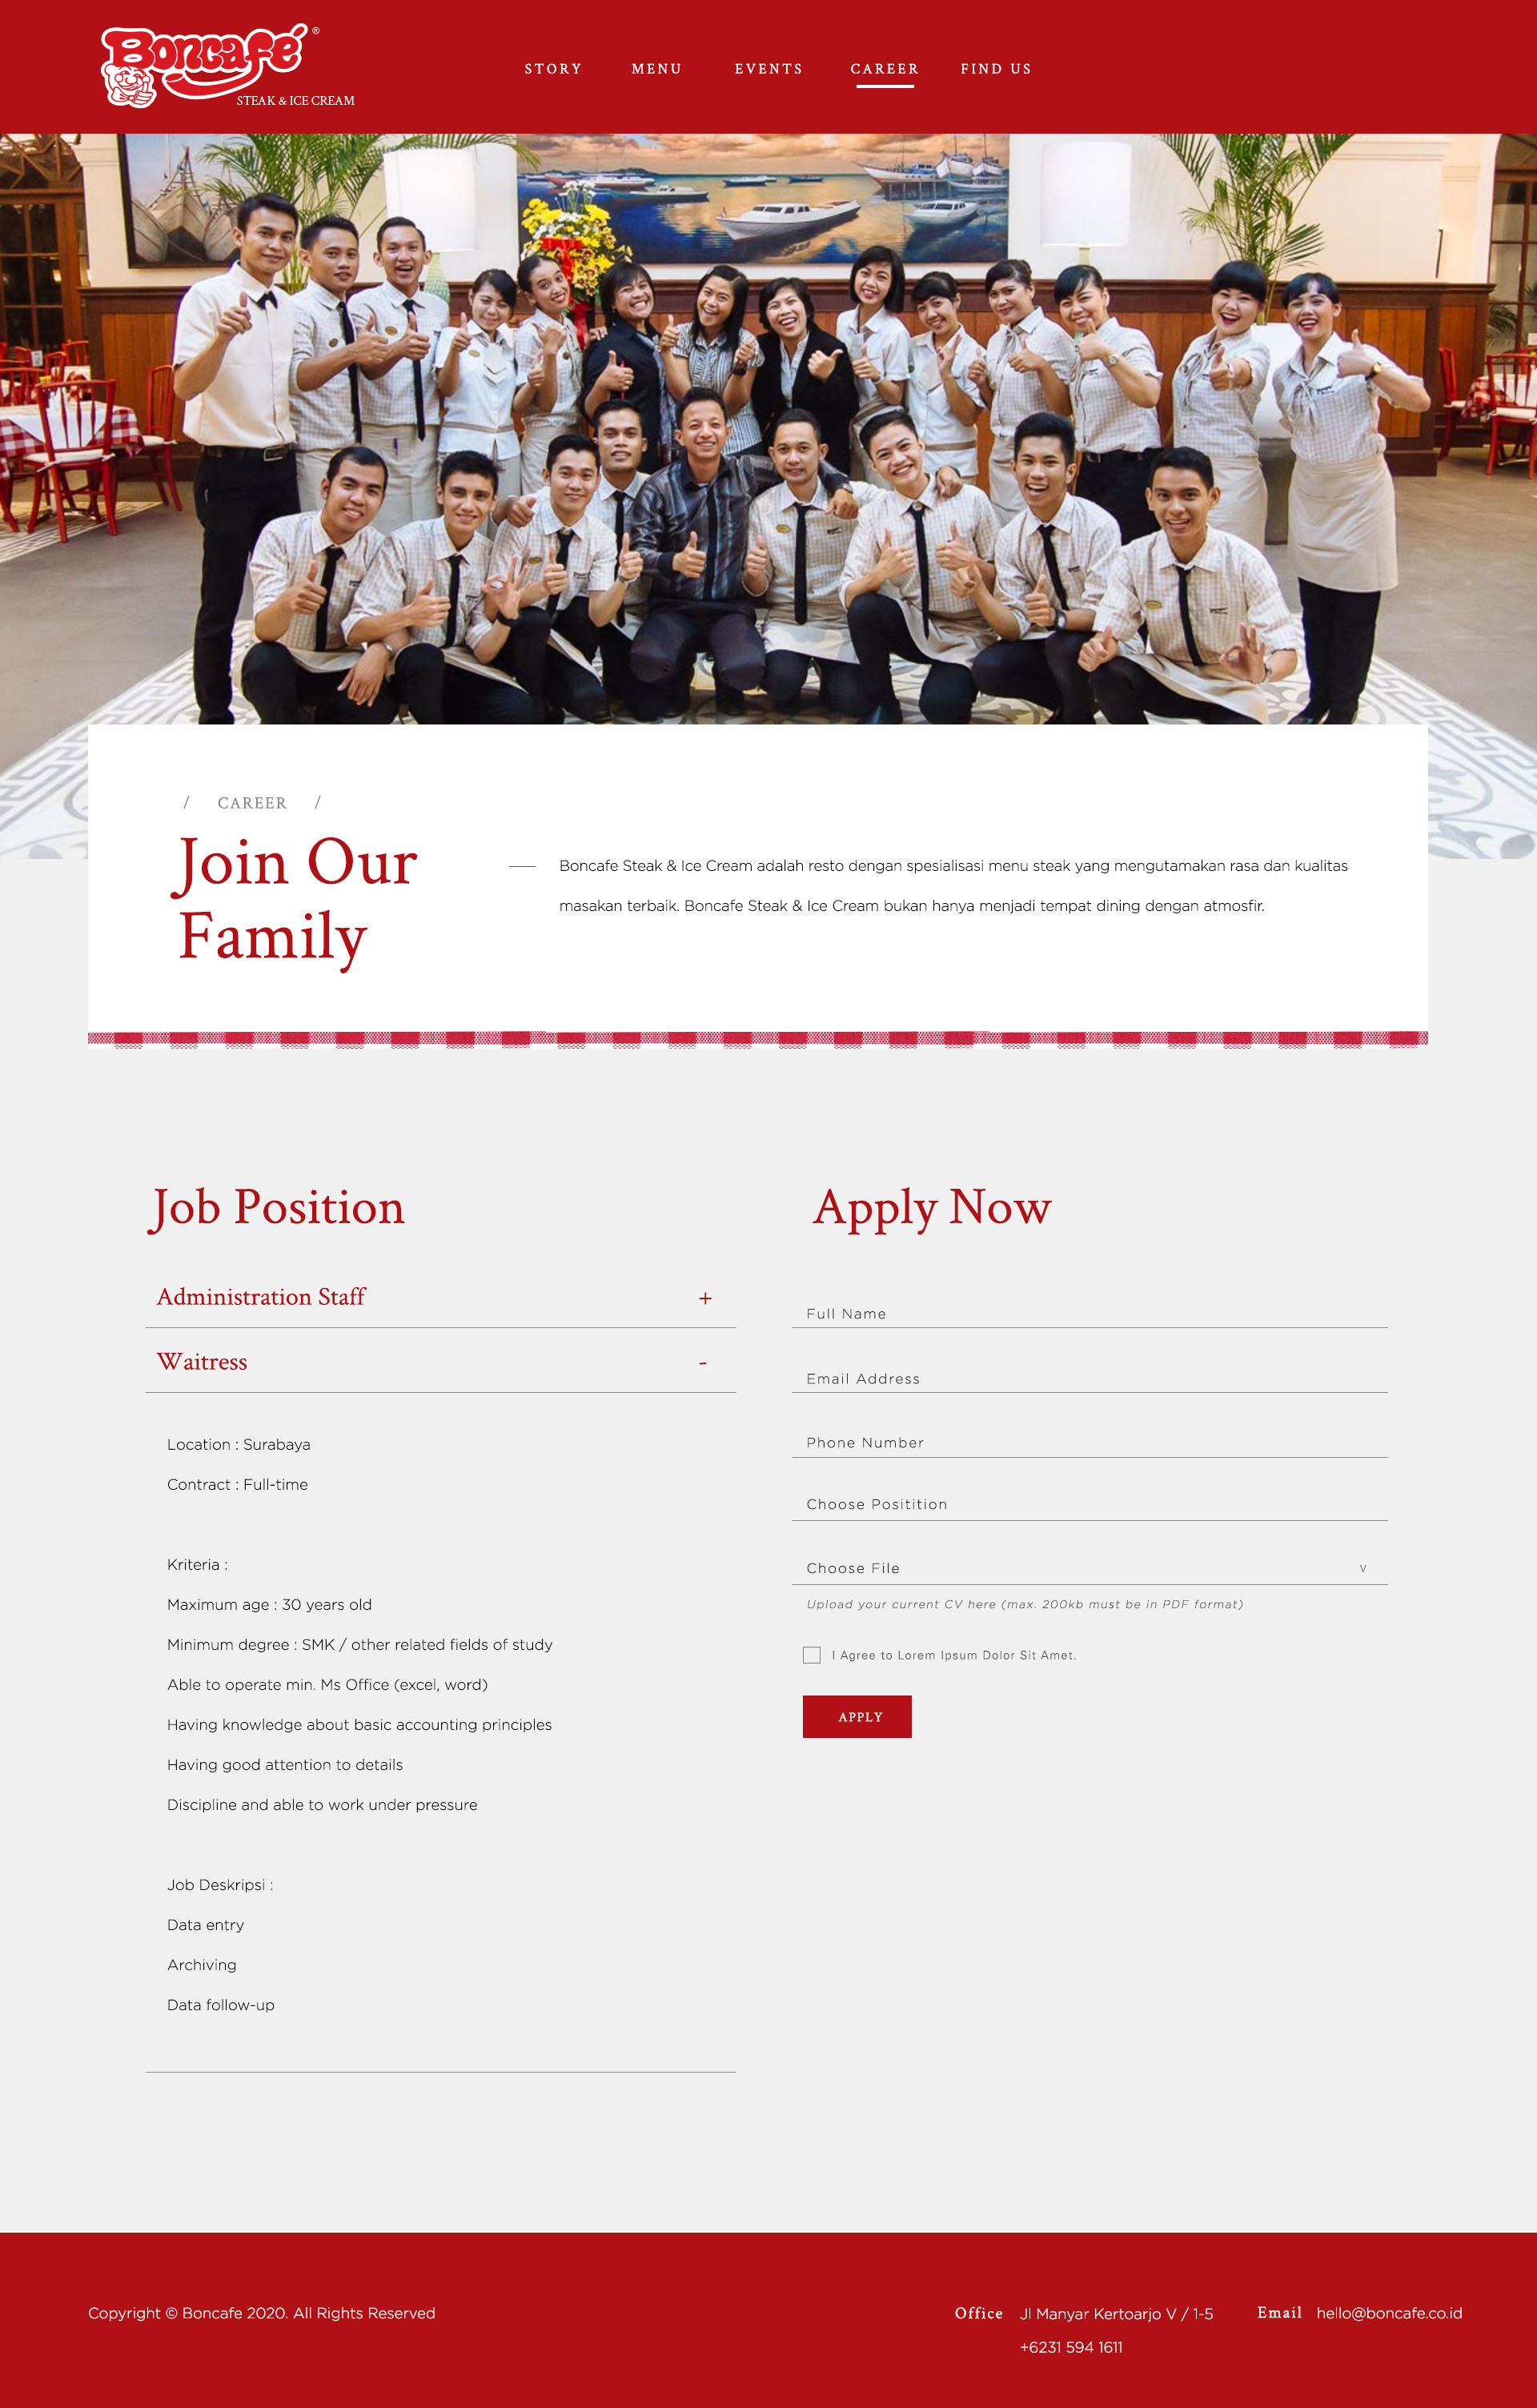 Boncafé ®
STEAK & ICE CREAM
STORY
MENU
EVENTS
CAREER
FIND US
/ CAREER /
Join Our
Family
Boncafe Steak & Ice Cream adalah resto dengan spesialisasi menu steak yang mengutamakan rasa dan kualitas
masakan terbaik. Boncafe Steak & Ice Cream bukan hanya menjadi tempat dining dengan atmosfir.
Job Position
Administration Staff +
Waitress -
Location : Surabaya
Contract : Full-time
Kriteria :
Maximum age : 30 years old
Minimum degree : SMK / other related fields of study
Able to operate min. Ms Office (excel, word)
Having knowledge about basic accounting principles
Having good attention to details
Discipline and able to work under pressure
Job Deskripsi :
Data entry
Archiving
Data follow-up
Apply Now
Full Name
Email Address
Phone Number
Choose Positition
Choose File v
Upload your current CV here (max. 200kb must be in PDF format)
I Agree to Lorem Ipsum Dolor Sit Amet.
APPLY
Copyright © Boncafe 2020. All Rights Reserved
Office Jl Manyar Kertoarjo V / 1-5
+6231 594 1611
Email hello@boncafe.co.id